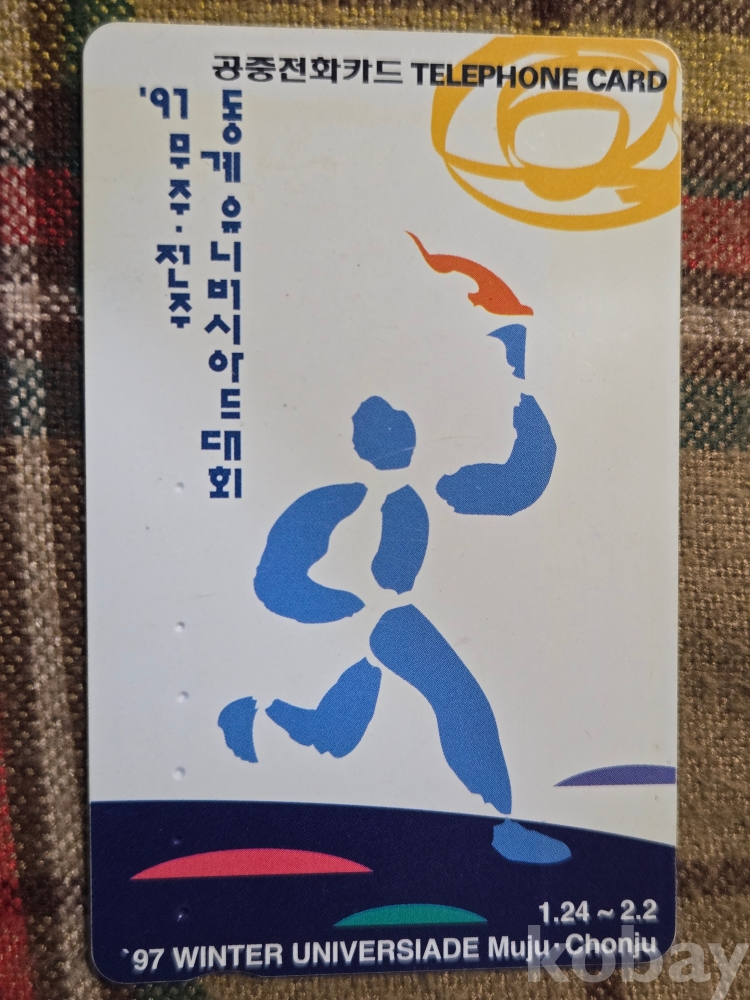 공중전화카드 TELEPHONE CARD
'97 무주·전주
동계 유니버시아드 대회
1.24 ~ 2.2
'97 WINTER UNIVERSIADE Muju·Chonju
kobay